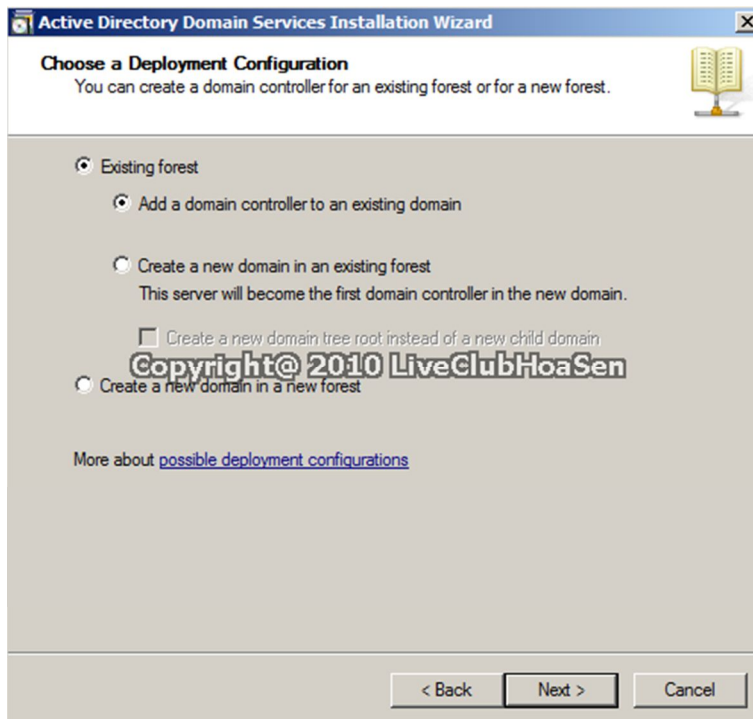 Active Directory Domain Services Installation Wizard
Choose a Deployment Configuration
You can create a domain controller for an existing forest or for a new forest.
Existing forest
Add a domain controller to an existing domain
Create a new domain in an existing forest
This server will become the first domain controller in the new domain.
Create a new domain tree root instead of a new child domain
Copyright@ 2010 LiveClubHoaSen
Create a new domain in a new forest
More about possible deployment configurations
< Back Next > Cancel